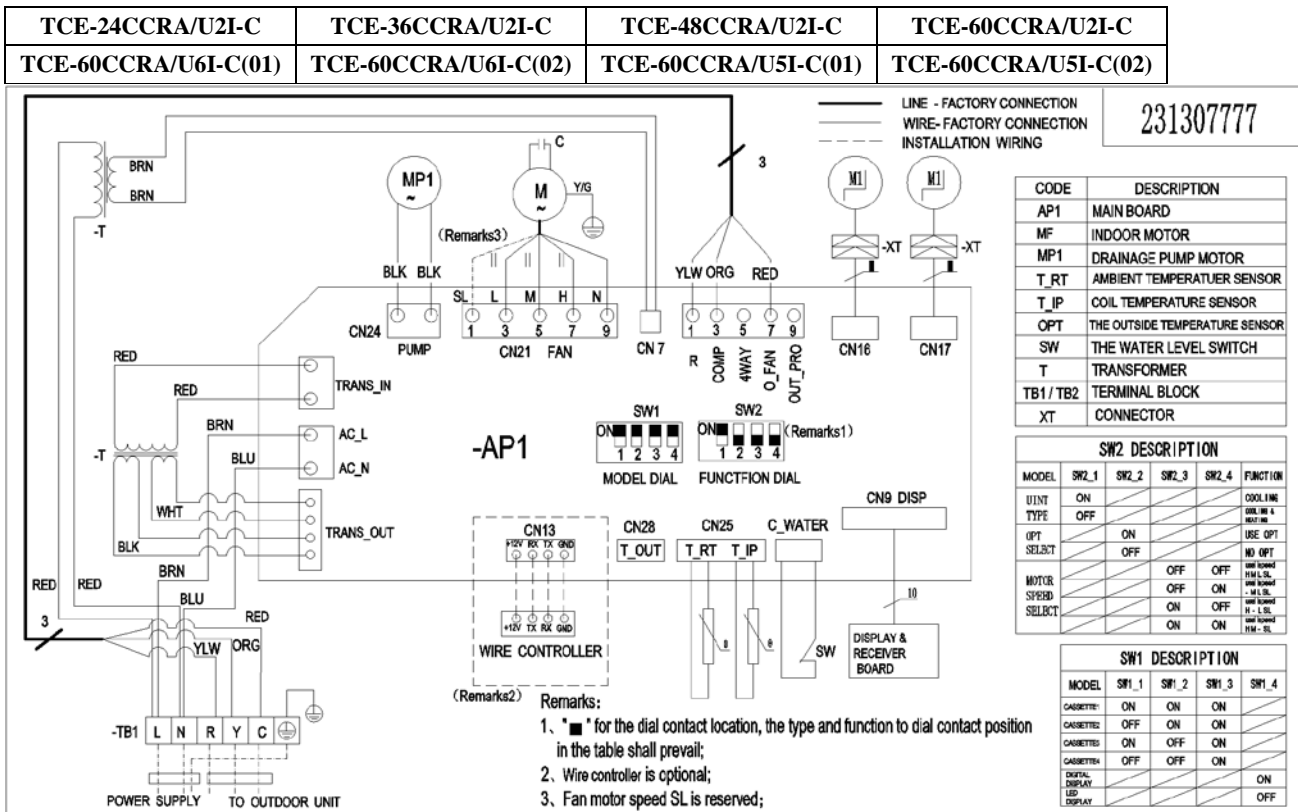 TCE-24CCRA/U2I-C TCE-36CCRA/U2I-C TCE-48CCRA/U2I-C TCE-60CCRA/U2I-C
TCE-60CCRA/U6I-C(01) TCE-60CCRA/U6I-C(02) TCE-60CCRA/U5I-C(01) TCE-60CCRA/U5I-C(02)
LINE - FACTORY CONNECTION
WIRE- FACTORY CONNECTION
INSTALLATION WIRING
231307777
BRN
BRN
-T
MP1
~
BLK BLK
CN24
PUMP
C
M
~
Y/G
(Remarks3)
SL L M H N
1 3 5 7 9
CN21 FAN
CN 7
3
YLW ORG RED
1 3 5 7 9
R
COMP
4WAY
O_FAN
OUT_PRO
M1
-XT
CN16
M1
-XT
CN17
CODE DESCRIPTION
AP1 MAIN BOARD
MF INDOOR MOTOR
MP1 DRAINAGE PUMP MOTOR
T_RT AMBIENT TEMPERATUER SENSOR
T_IP COIL TEMPERATURE SENSOR
OPT THE OUTSIDE TEMPERATURE SENSOR
SW THE WATER LEVEL SWITCH
T TRANSFORMER
TB1 / TB2 TERMINAL BLOCK
XT CONNECTOR
RED
RED
TRANS_IN
BRN
AC_L
BLU
AC_N
-T
WHT
BLK
TRANS_OUT
-AP1
SW1
ON
1 2 3 4
MODEL DIAL
SW2
ON
1 2 3 4
(Remarks1)
FUNCTFION DIAL
CN9 DISP
10
DISPLAY &
RECEIVER
BOARD
CN13
+12V RX TX GND
+12V TX RX GND
WIRE CONTROLLER
(Remarks2)
CN28
T_OUT
CN25
T_RT T_IP
θ
θ
C_WATER
SW
RED
RED
3
BRN
BLU
RED
YLW
ORG
-TB1 L N R Y C
POWER SUPPLY TO OUTDOOR UNIT
Remarks:
1、"■" for the dial contact location, the type and function to dial contact position
in the table shall prevail;
2、Wire controller is optional;
3、Fan motor speed SL is reserved;
SW2 DESCRIPTION
MODEL SW2_1 SW2_2 SW2_3 SW2_4 FUNCTION
UINT TYPE ON COOLING
OFF COOLING & HEATING
OPT SELECT ON USE OPT
OFF NO OPT
MOTOR SPEED SELECT OFF OFF speed H M L SL
OFF ON speed - M L SL
ON OFF speed H - L SL
ON ON speed H M - SL
SW1 DESCRIPTION
MODEL SW1_1 SW1_2 SW1_3 SW1_4
CASSETTE1 ON ON ON
CASSETTE2 OFF ON ON
CASSETTE3 ON OFF ON
CASSETTE4 OFF OFF ON
DIGITAL DISPLAY ON
LED DISPLAY OFF